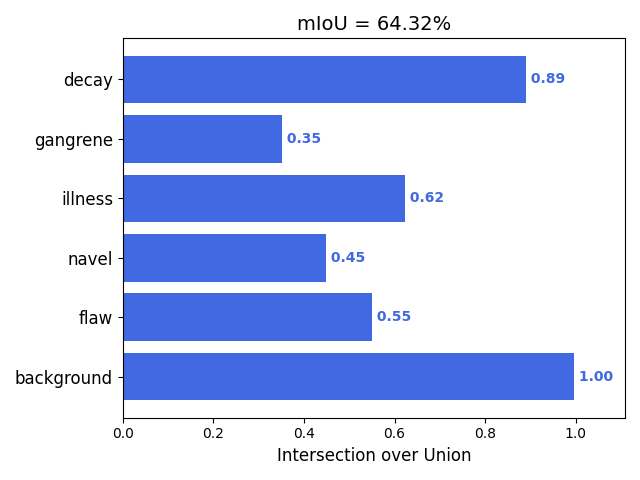 mIoU = 64.32%
decay 0.89
gangrene 0.35
illness 0.62
navel 0.45
flaw 0.55
background 1.00
0.0 0.2 0.4 0.6 0.8 1.0
Intersection over Union